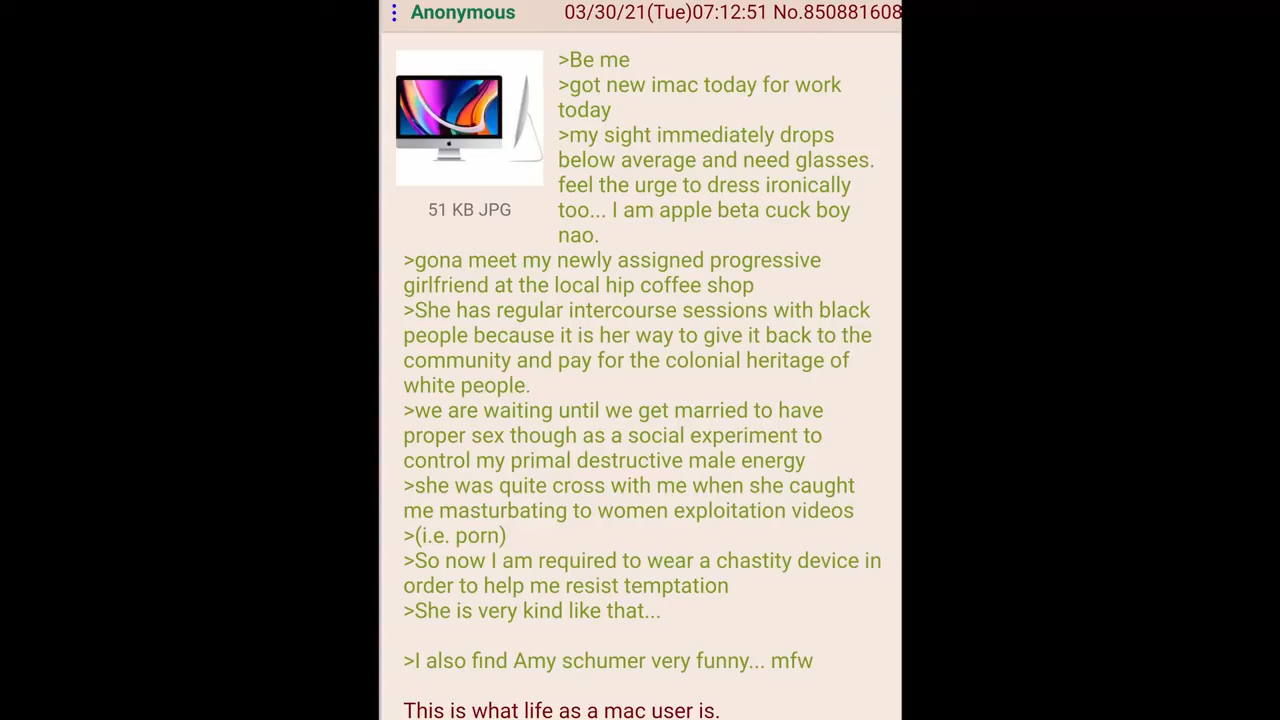 Anonymous 03/30/21(Tue)07:12:51 No.850881608
>Be me
>got new imac today for work
today
>my sight immediately drops
below average and need glasses.
feel the urge to dress ironically
too... I am apple beta cuck boy
nao.
51 KB JPG
>gona meet my newly assigned progressive
girlfriend at the local hip coffee shop
>She has regular intercourse sessions with black
people because it is her way to give it back to the
community and pay for the colonial heritage of
white people.
>we are waiting until we get married to have
proper sex though as a social experiment to
control my primal destructive male energy
>she was quite cross with me when she caught
me masturbating to women exploitation videos
>(i.e. porn)
>So now I am required to wear a chastity device in
order to help me resist temptation
>She is very kind like that...
>I also find Amy schumer very funny... mfw
This is what life as a mac user is.